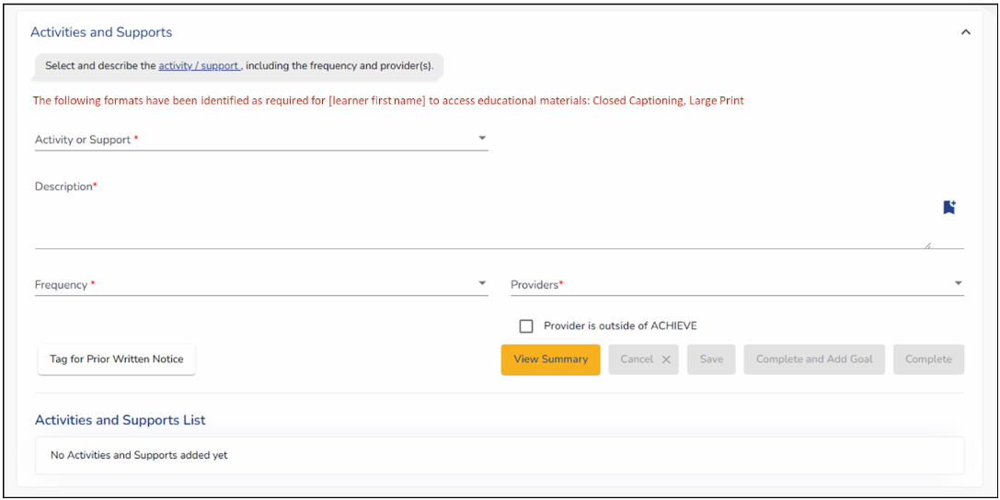 Activities and Supports
Select and describe the activity / support , including the frequency and provider(s).
The following formats have been identified as required for [learner first name] to access educational materials: Closed Captioning, Large Print
Activity or Support *
Description*
Frequency * Providers*
Provider is outside of ACHIEVE
Tag for Prior Written Notice View Summary Cancel × Save Complete and Add Goal Complete
Activities and Supports List
No Activities and Supports added yet